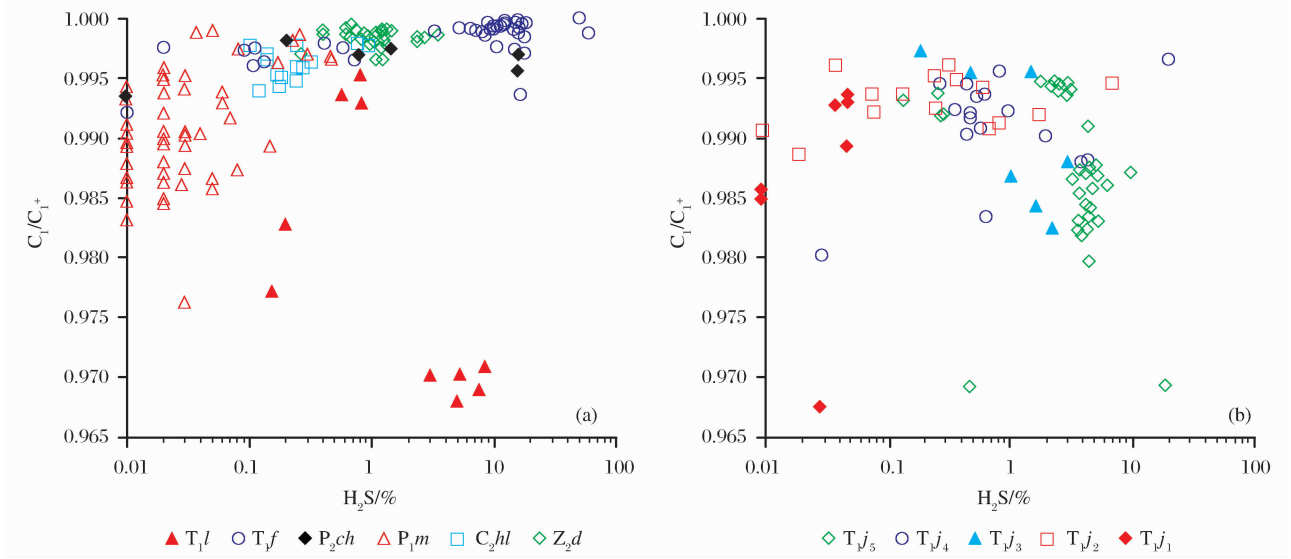 1.000
0.995
0.990
0.985
0.980
0.975
0.970
0.965
C₁/C₁⁺
(a)
0.01 0.1 1 10 100
H₂S/%
T₁l T₁f P₂ch P₁m C₂hl Z₂d
1.000
0.995
0.990
0.985
0.980
0.975
0.970
0.965
C₁/C₁⁺
(b)
0.01 0.1 1 10 100
H₂S/%
T₁j₅ T₁j₄ T₁j₃ T₁j₂ T₁j₁